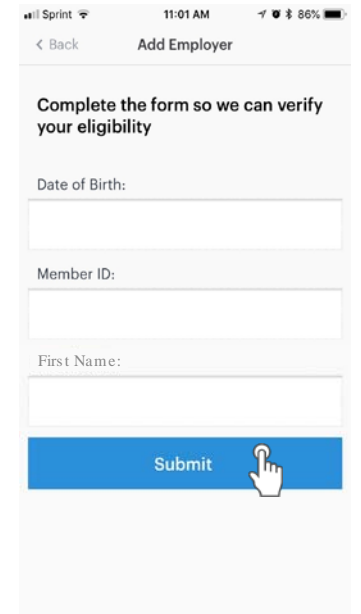 Sprint 11:01 AM 86%
< Back Add Employer
Complete the form so we can verify
your eligibility
Date of Birth:
Member ID:
First Name:
Submit